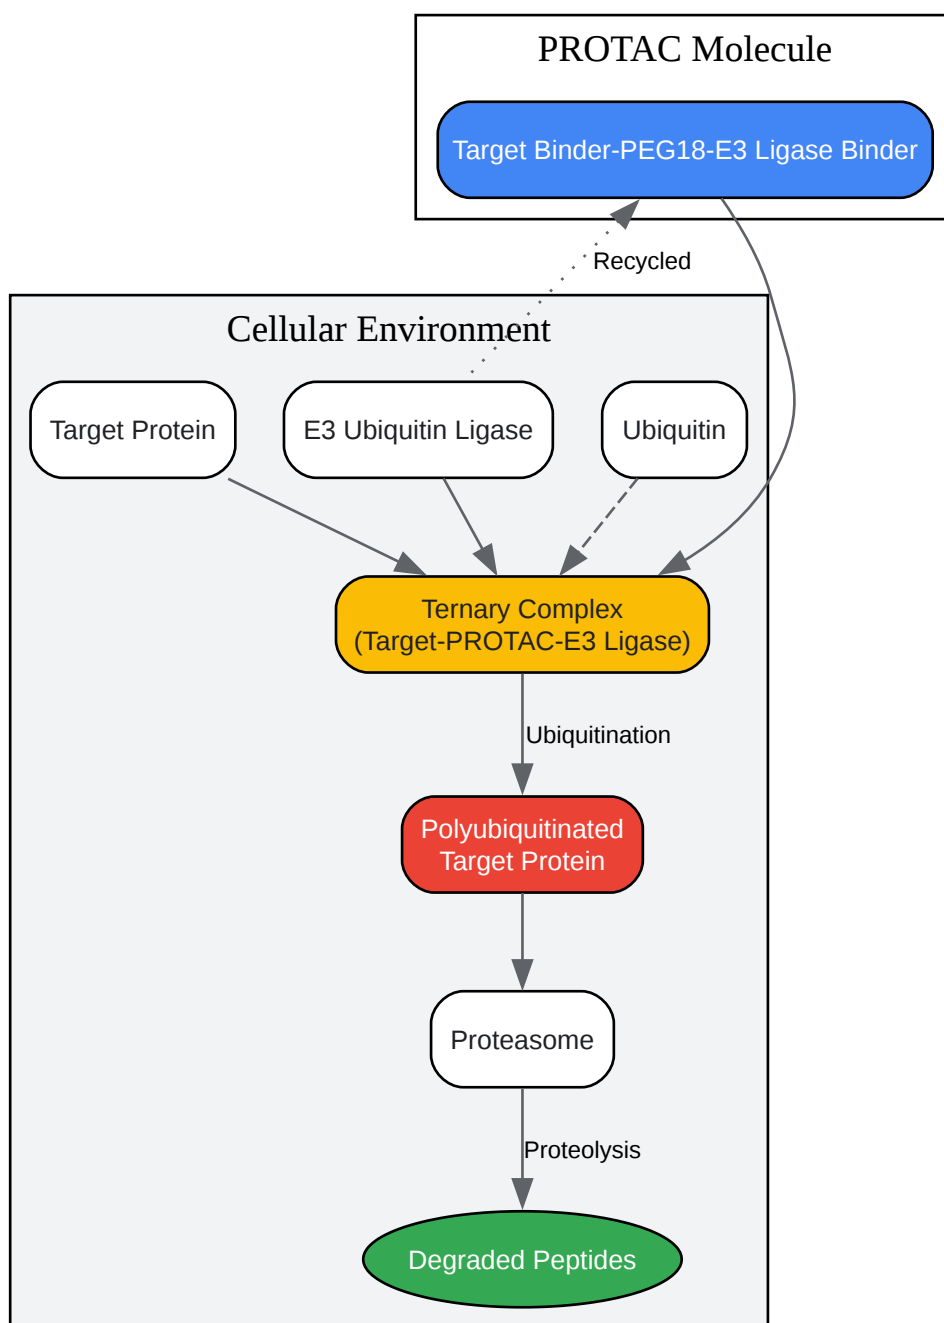 PROTAC Molecule
Target Binder-PEG18-E3 Ligase Binder
Recycled
Cellular Environment
Target Protein
E3 Ubiquitin Ligase
Ubiquitin
Ternary Complex
(Target-PROTAC-E3 Ligase)
Ubiquitination
Polyubiquitinated
Target Protein
Proteasome
Proteolysis
Degraded Peptides